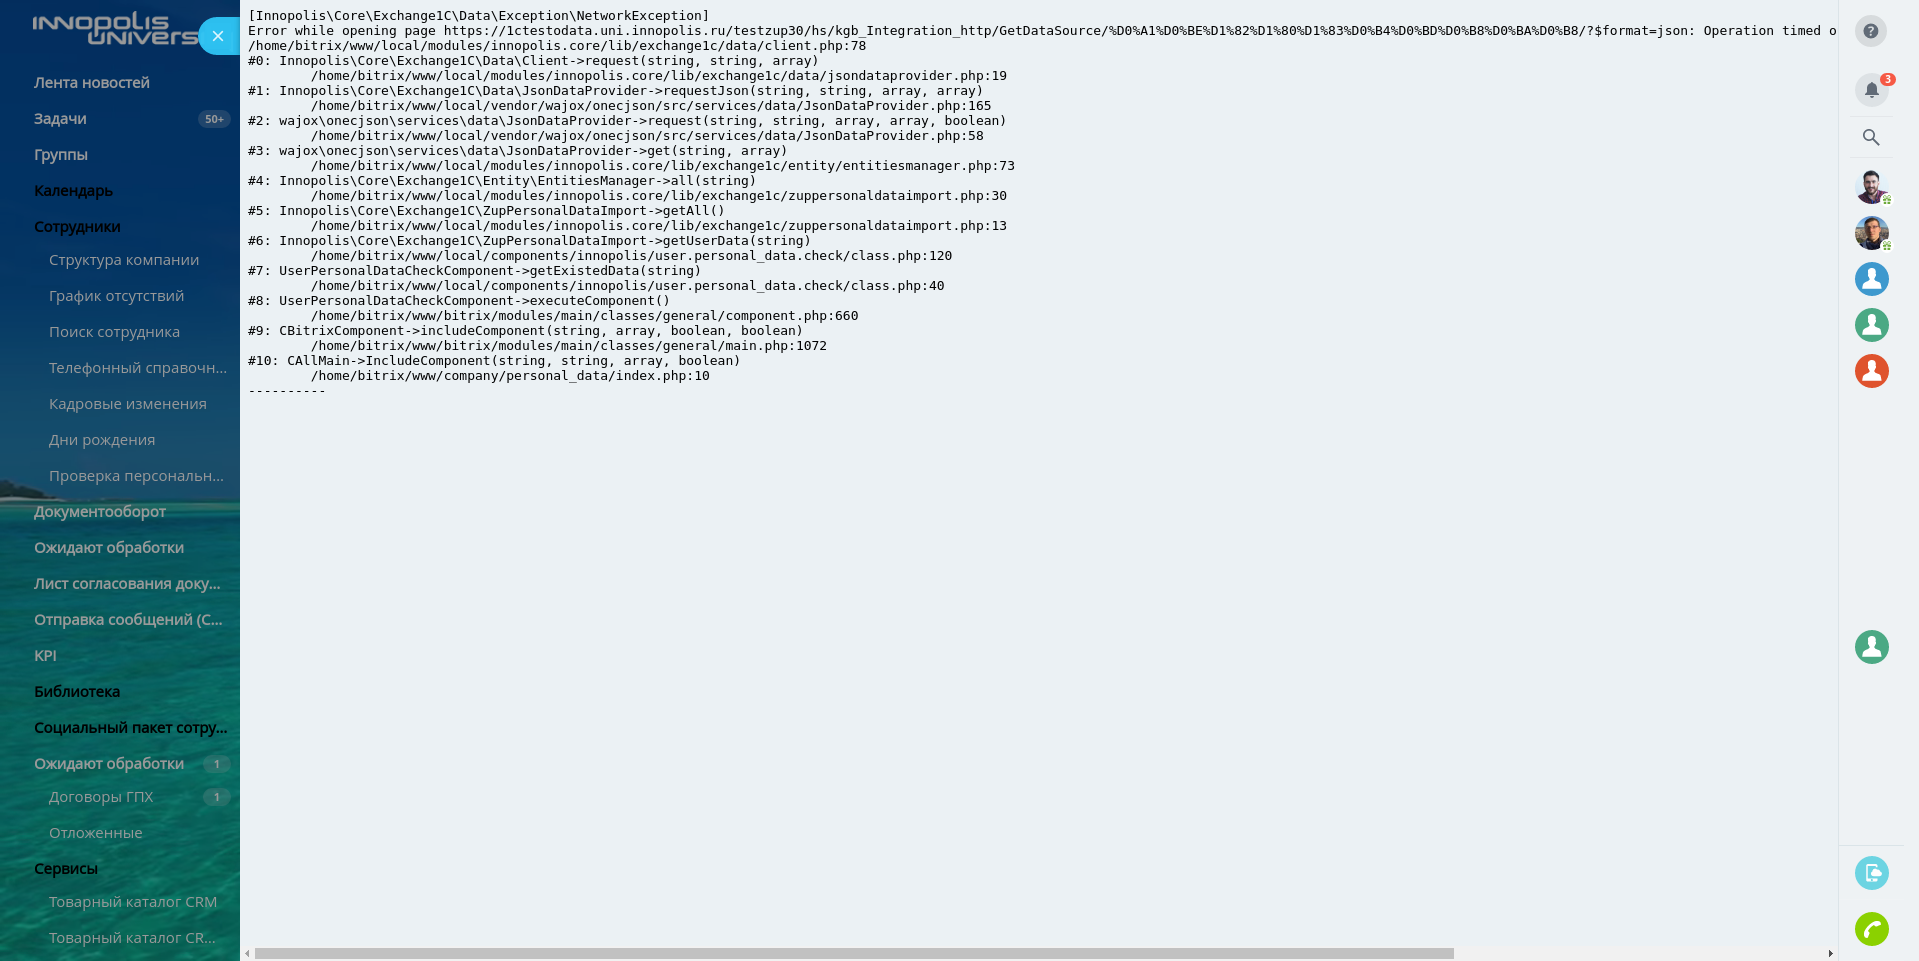 INNOPOLIS
UNIVERS
Лента новостей
Задачи 50+
Группы
Календарь
Сотрудники
Структура компании
График отсутствий
Поиск сотрудника
Телефонный справочн...
Кадровые изменения
Дни рождения
Проверка персональн...
Документооборот
Ожидают обработки
Лист согласования доку...
Отправка сообщений (С...
KPI
Библиотека
Социальный пакет сотру...
Ожидают обработки 1
Договоры ГПХ 1
Отложенные
Сервисы
Товарный каталог CRM
Товарный каталог CR...
[Innopolis\Core\Exchange1C\Data\Exception\NetworkException]
Error while opening page https://1ctestodata.uni.innopolis.ru/testzup30/hs/kgb_Integration_http/GetDataSource/%D0%A1%D0%BE%D1%82%D1%80%D1%83%D0%B4%D0%BD%D0%B8%D0%BA%D0%B8/?$format=json: Operation timed o
/home/bitrix/www/local/modules/innopolis.core/lib/exchange1c/data/client.php:78
#0: Innopolis\Core\Exchange1C\Data\Client->request(string, string, array)
/home/bitrix/www/local/modules/innopolis.core/lib/exchange1c/data/jsondataprovider.php:19
#1: Innopolis\Core\Exchange1C\Data\JsonDataProvider->requestJson(string, string, array, array)
/home/bitrix/www/local/vendor/wajox/onecjson/src/services/data/JsonDataProvider.php:165
#2: wajox\onecjson\services\data\JsonDataProvider->request(string, string, array, array, boolean)
/home/bitrix/www/local/vendor/wajox/onecjson/src/services/data/JsonDataProvider.php:58
#3: wajox\onecjson\services\data\JsonDataProvider->get(string, array)
/home/bitrix/www/local/modules/innopolis.core/lib/exchange1c/entity/entitiesmanager.php:73
#4: Innopolis\Core\Exchange1C\Entity\EntitiesManager->all(string)
/home/bitrix/www/local/modules/innopolis.core/lib/exchange1c/zuppersonaldataimport.php:30
#5: Innopolis\Core\Exchange1C\ZupPersonalDataImport->getAll()
/home/bitrix/www/local/modules/innopolis.core/lib/exchange1c/zuppersonaldataimport.php:13
#6: Innopolis\Core\Exchange1C\ZupPersonalDataImport->getUserData(string)
/home/bitrix/www/local/components/innopolis/user.personal_data.check/class.php:120
#7: UserPersonalDataCheckComponent->getExistedData(string)
/home/bitrix/www/local/components/innopolis/user.personal_data.check/class.php:40
#8: UserPersonalDataCheckComponent->executeComponent()
/home/bitrix/www/bitrix/modules/main/classes/general/component.php:660
#9: CBitrixComponent->includeComponent(string, array, boolean, boolean)
/home/bitrix/www/bitrix/modules/main/classes/general/main.php:1072
#10: CAllMain->IncludeComponent(string, string, array, boolean)
/home/bitrix/www/company/personal_data/index.php:10
----------
?
3